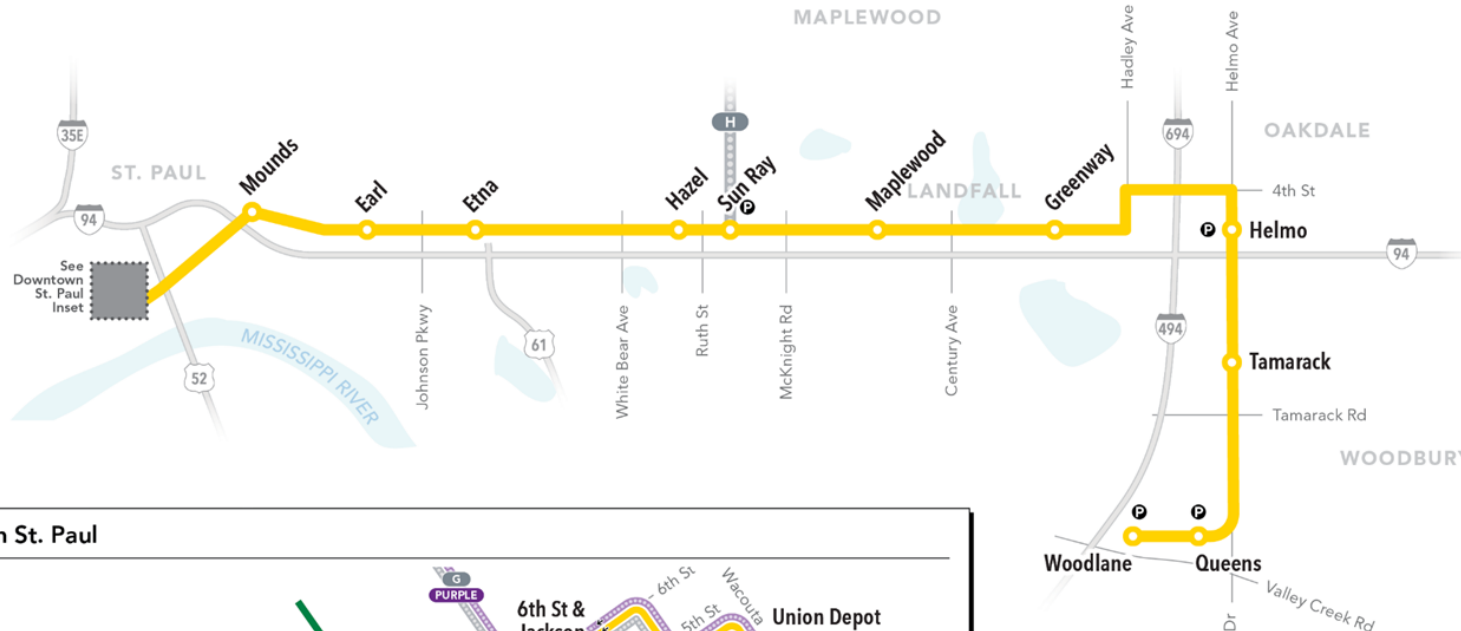 MAPLEWOOD
Hadley Ave
Helmo Ave
35E
H
694
OAKDALE
ST. PAUL
Mounds
Earl
Etna
Hazel
Sun Ray
P
Maplewood
LANDFALL
Greenway
4th St
94
P
Helmo
94
See
Downtown
St. Paul
Inset
MISSISSIPPI RIVER
52
Johnson Pkwy
61
White Bear Ave
Ruth St
McKnight Rd
Century Ave
494
Tamarack
Tamarack Rd
WOODBURY
P
P
Woodlane
Queens
Valley Creek Rd
Dr
St. Paul
G
PURPLE
6th St &
Jackson
6th St
5th St
Wacouta
Union Depot